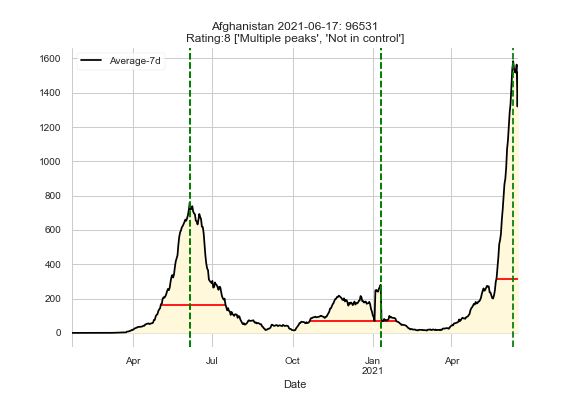 Afghanistan 2021-06-17: 96531
Rating:8 ['Multiple peaks', 'Not in control']
Average-7d
1600
1400
1200
1000
800
600
400
200
0
Apr Jul Oct Jan Apr
2021
Date